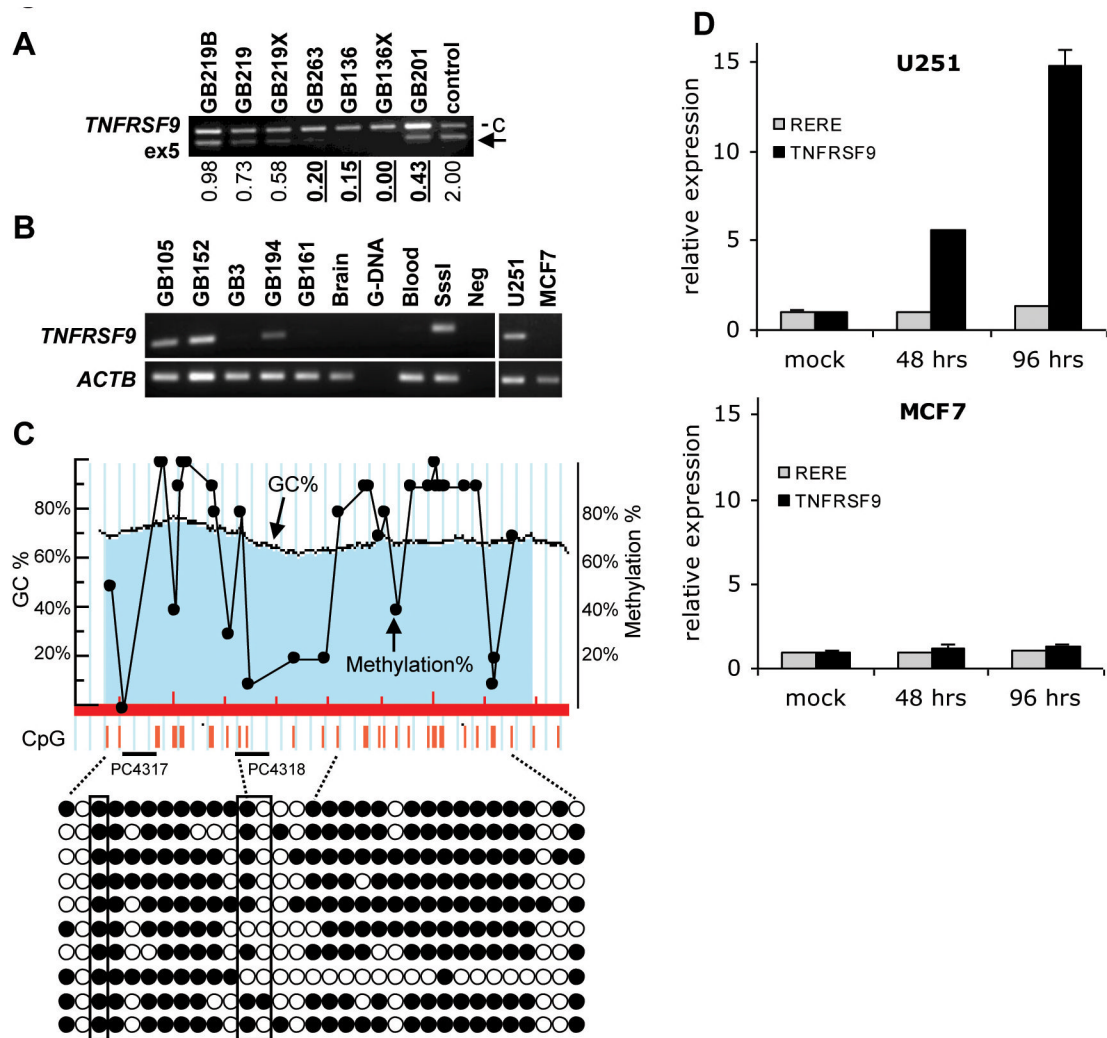 A
GB219B GB219 GB219X GB263 GB136 GB136X GB201 control
TNFRSF9
ex5
- C
0.98 0.73 0.58 0.20 0.15 0.00 0.43 2.00
B
GB105 GB152 GB3 GB194 GB161 Brain G-DNA Blood SssI Neg U251 MCF7
TNFRSF9
ACTB
C
GC %
80%
60%
40%
20%
GC%
Methylation%
80%
60%
40%
20%
Methylation %
CpG
PC4317
PC4318
D
U251
relative expression
15
10
5
0
RERE
TNFRSF9
mock 48 hrs 96 hrs
MCF7
relative expression
15
10
5
0
RERE
TNFRSF9
mock 48 hrs 96 hrs